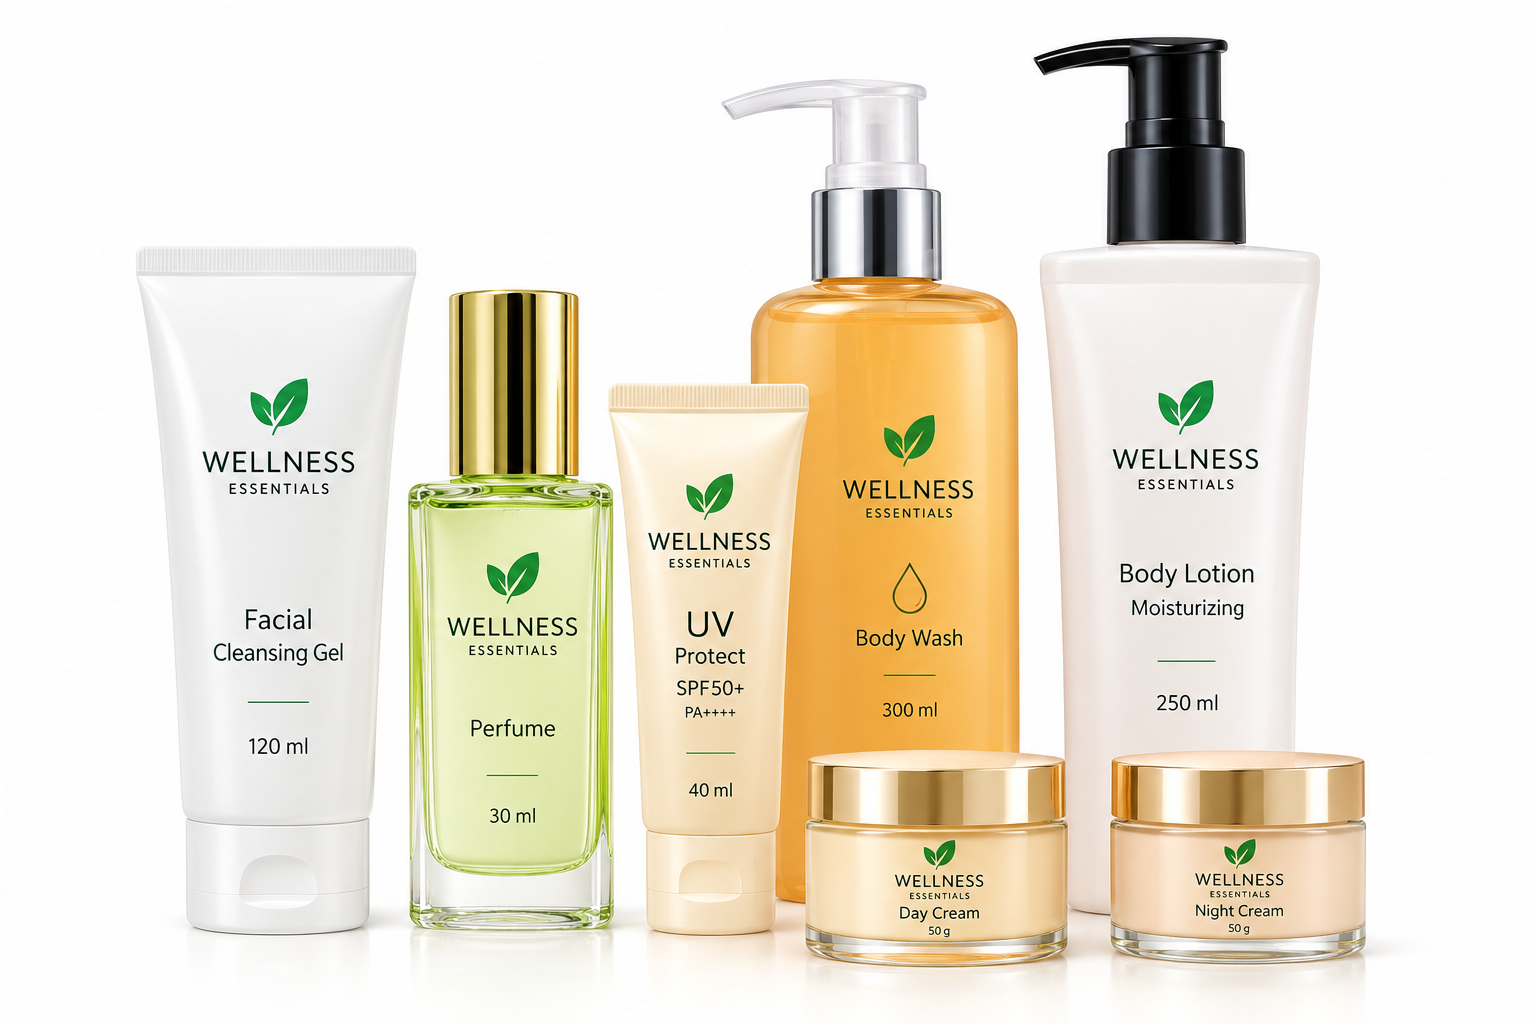 WELLNESS
ESSENTIALS
Facial
Cleansing Gel
120 ml
WELLNESS
ESSENTIALS
Perfume
30 ml
WELLNESS
ESSENTIALS
UV
Protect
SPF50+
PA++++
40 ml
WELLNESS
ESSENTIALS
Body Wash
300 ml
WELLNESS
ESSENTIALS
Day Cream
50 g
WELLNESS
ESSENTIALS
Body Lotion
Moisturizing
250 ml
WELLNESS
ESSENTIALS
Night Cream
50 g